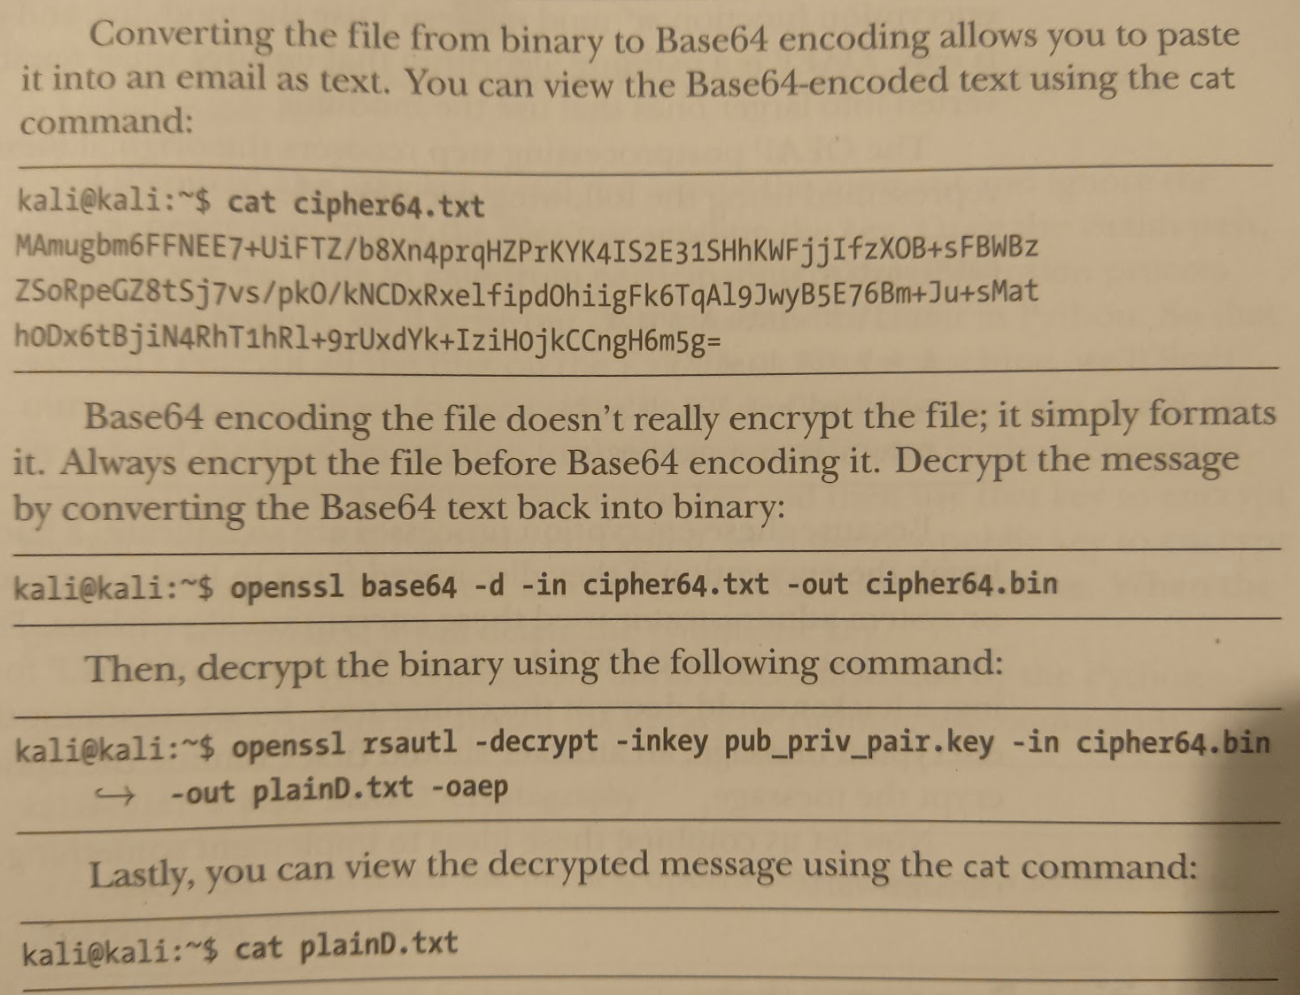 Converting the file from binary to Base64 encoding allows you to paste
it into an email as text. You can view the Base64-encoded text using the cat
command:
kali@kali:~$ cat cipher64.txt
MAmugbm6FFNEE7+UiFTZ/b8Xn4prqHZPrKYK4IS2E31SHhKWFjjIfzXOB+sFBWBz
ZSoRpeGZ8tSj7vs/pkO/kNCDxRxelfipdOhiigFk6TqAl9JwyB5E76Bm+Ju+sMat
hODx6tBjiN4RhT1hRl+9rUxdYk+IziHOjkCCngH6m5g=
Base64 encoding the file doesn't really encrypt the file; it simply formats
it. Always encrypt the file before Base64 encoding it. Decrypt the message
by converting the Base64 text back into binary:
kali@kali:~$ openssl base64 -d -in cipher64.txt -out cipher64.bin
Then, decrypt the binary using the following command:
kali@kali:~$ openssl rsautl -decrypt -inkey pub_priv_pair.key -in cipher64.bin
↪ -out plainD.txt -oaep
Lastly, you can view the decrypted message using the cat command:
kali@kali:~$ cat plainD.txt